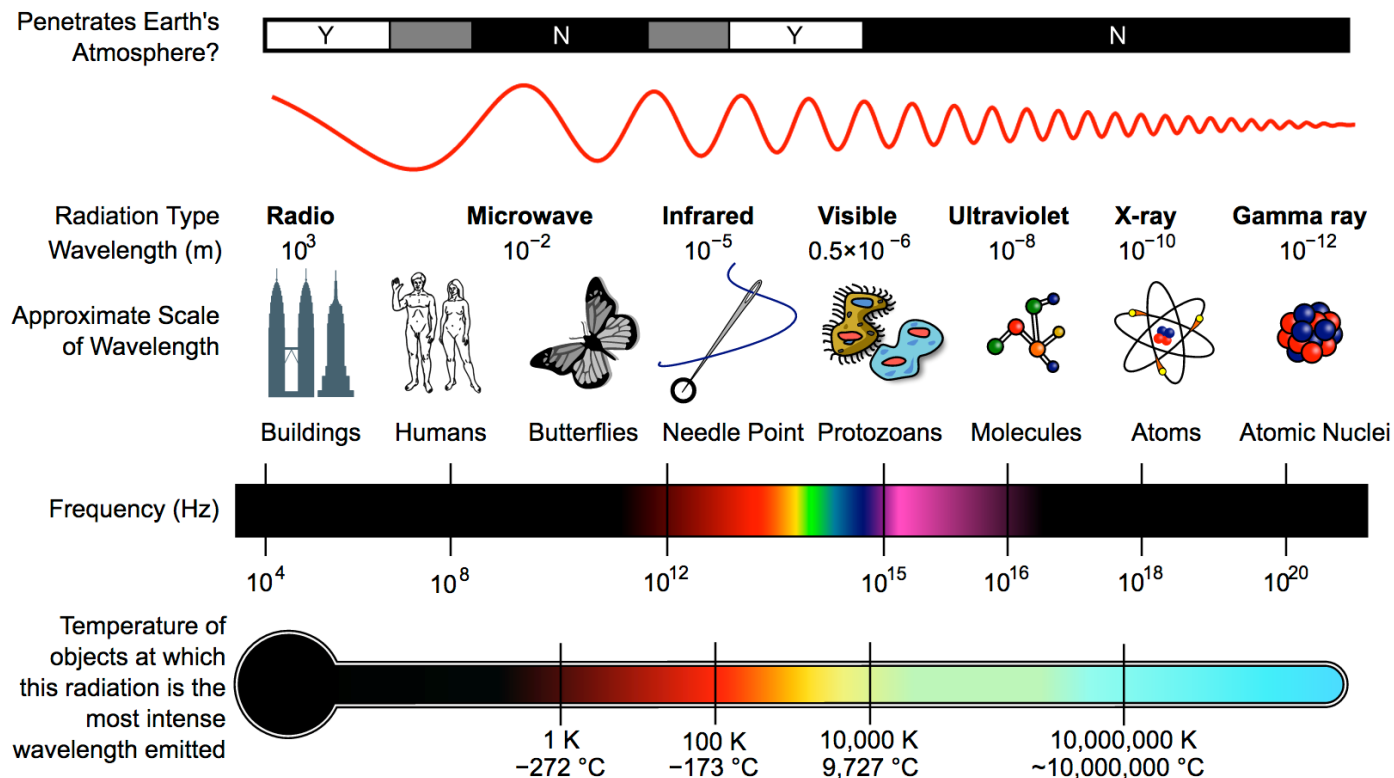 Penetrates Earth's
Atmosphere?
Y N Y N
Radiation Type
Radio Microwave Infrared Visible Ultraviolet X-ray Gamma ray
Wavelength (m)
10³ 10⁻² 10⁻⁵ 0.5×10⁻⁶ 10⁻⁸ 10⁻¹⁰ 10⁻¹²
Approximate Scale
of Wavelength
Buildings Humans Butterflies Needle Point Protozoans Molecules Atoms Atomic Nuclei
Frequency (Hz)
10⁴ 10⁸ 10¹² 10¹⁵ 10¹⁶ 10¹⁸ 10²⁰
Temperature of
objects at which
this radiation is the
most intense
wavelength emitted
1 K 100 K 10,000 K 10,000,000 K
−272 °C −173 °C 9,727 °C ~10,000,000 °C